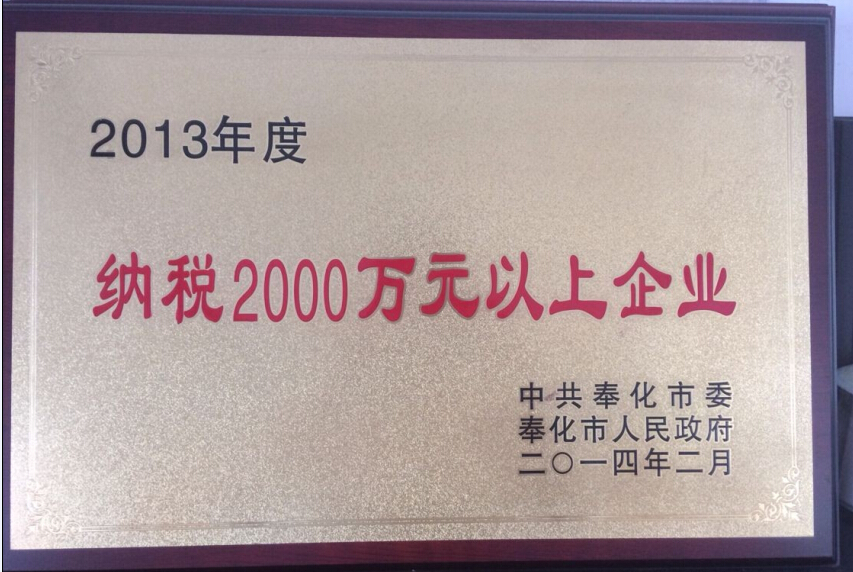 2013年度
纳税2000万元以上企业
中共奉化市委
奉化市人民政府
二〇一四年二月